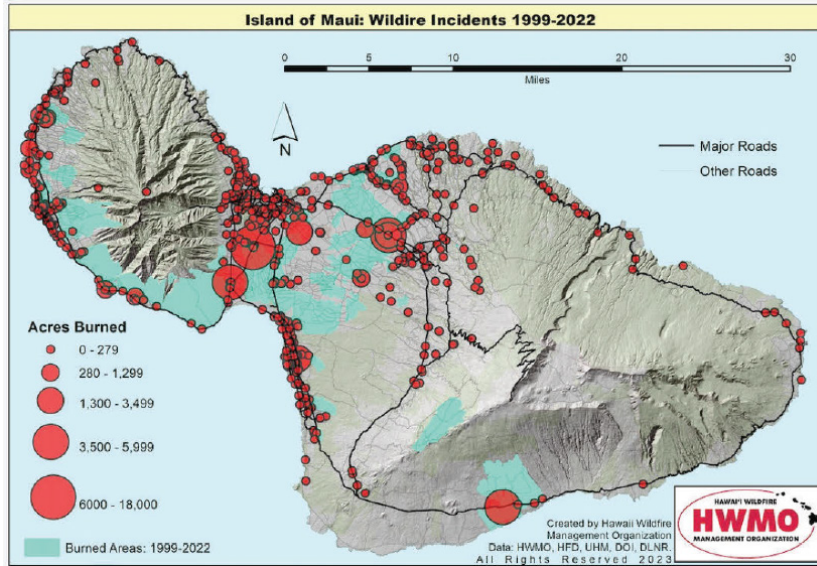 Island of Maui: Wildire Incidents 1999-2022
0 5 10 20 30
Miles
N
Major Roads
Other Roads
Acres Burned
0 - 279
280 - 1,299
1,300 - 3,499
3,500 - 5,999
6000 - 18,000
Burned Areas: 1999-2022
Created by Hawaii Wildfire
Management Organization
Data: HWMO, HFD, UHM, DOI, DLNR.
All Rights Reserved 2023
HAWAI'I WILDFIRE
HWMO
MANAGEMENT ORGANIZATION